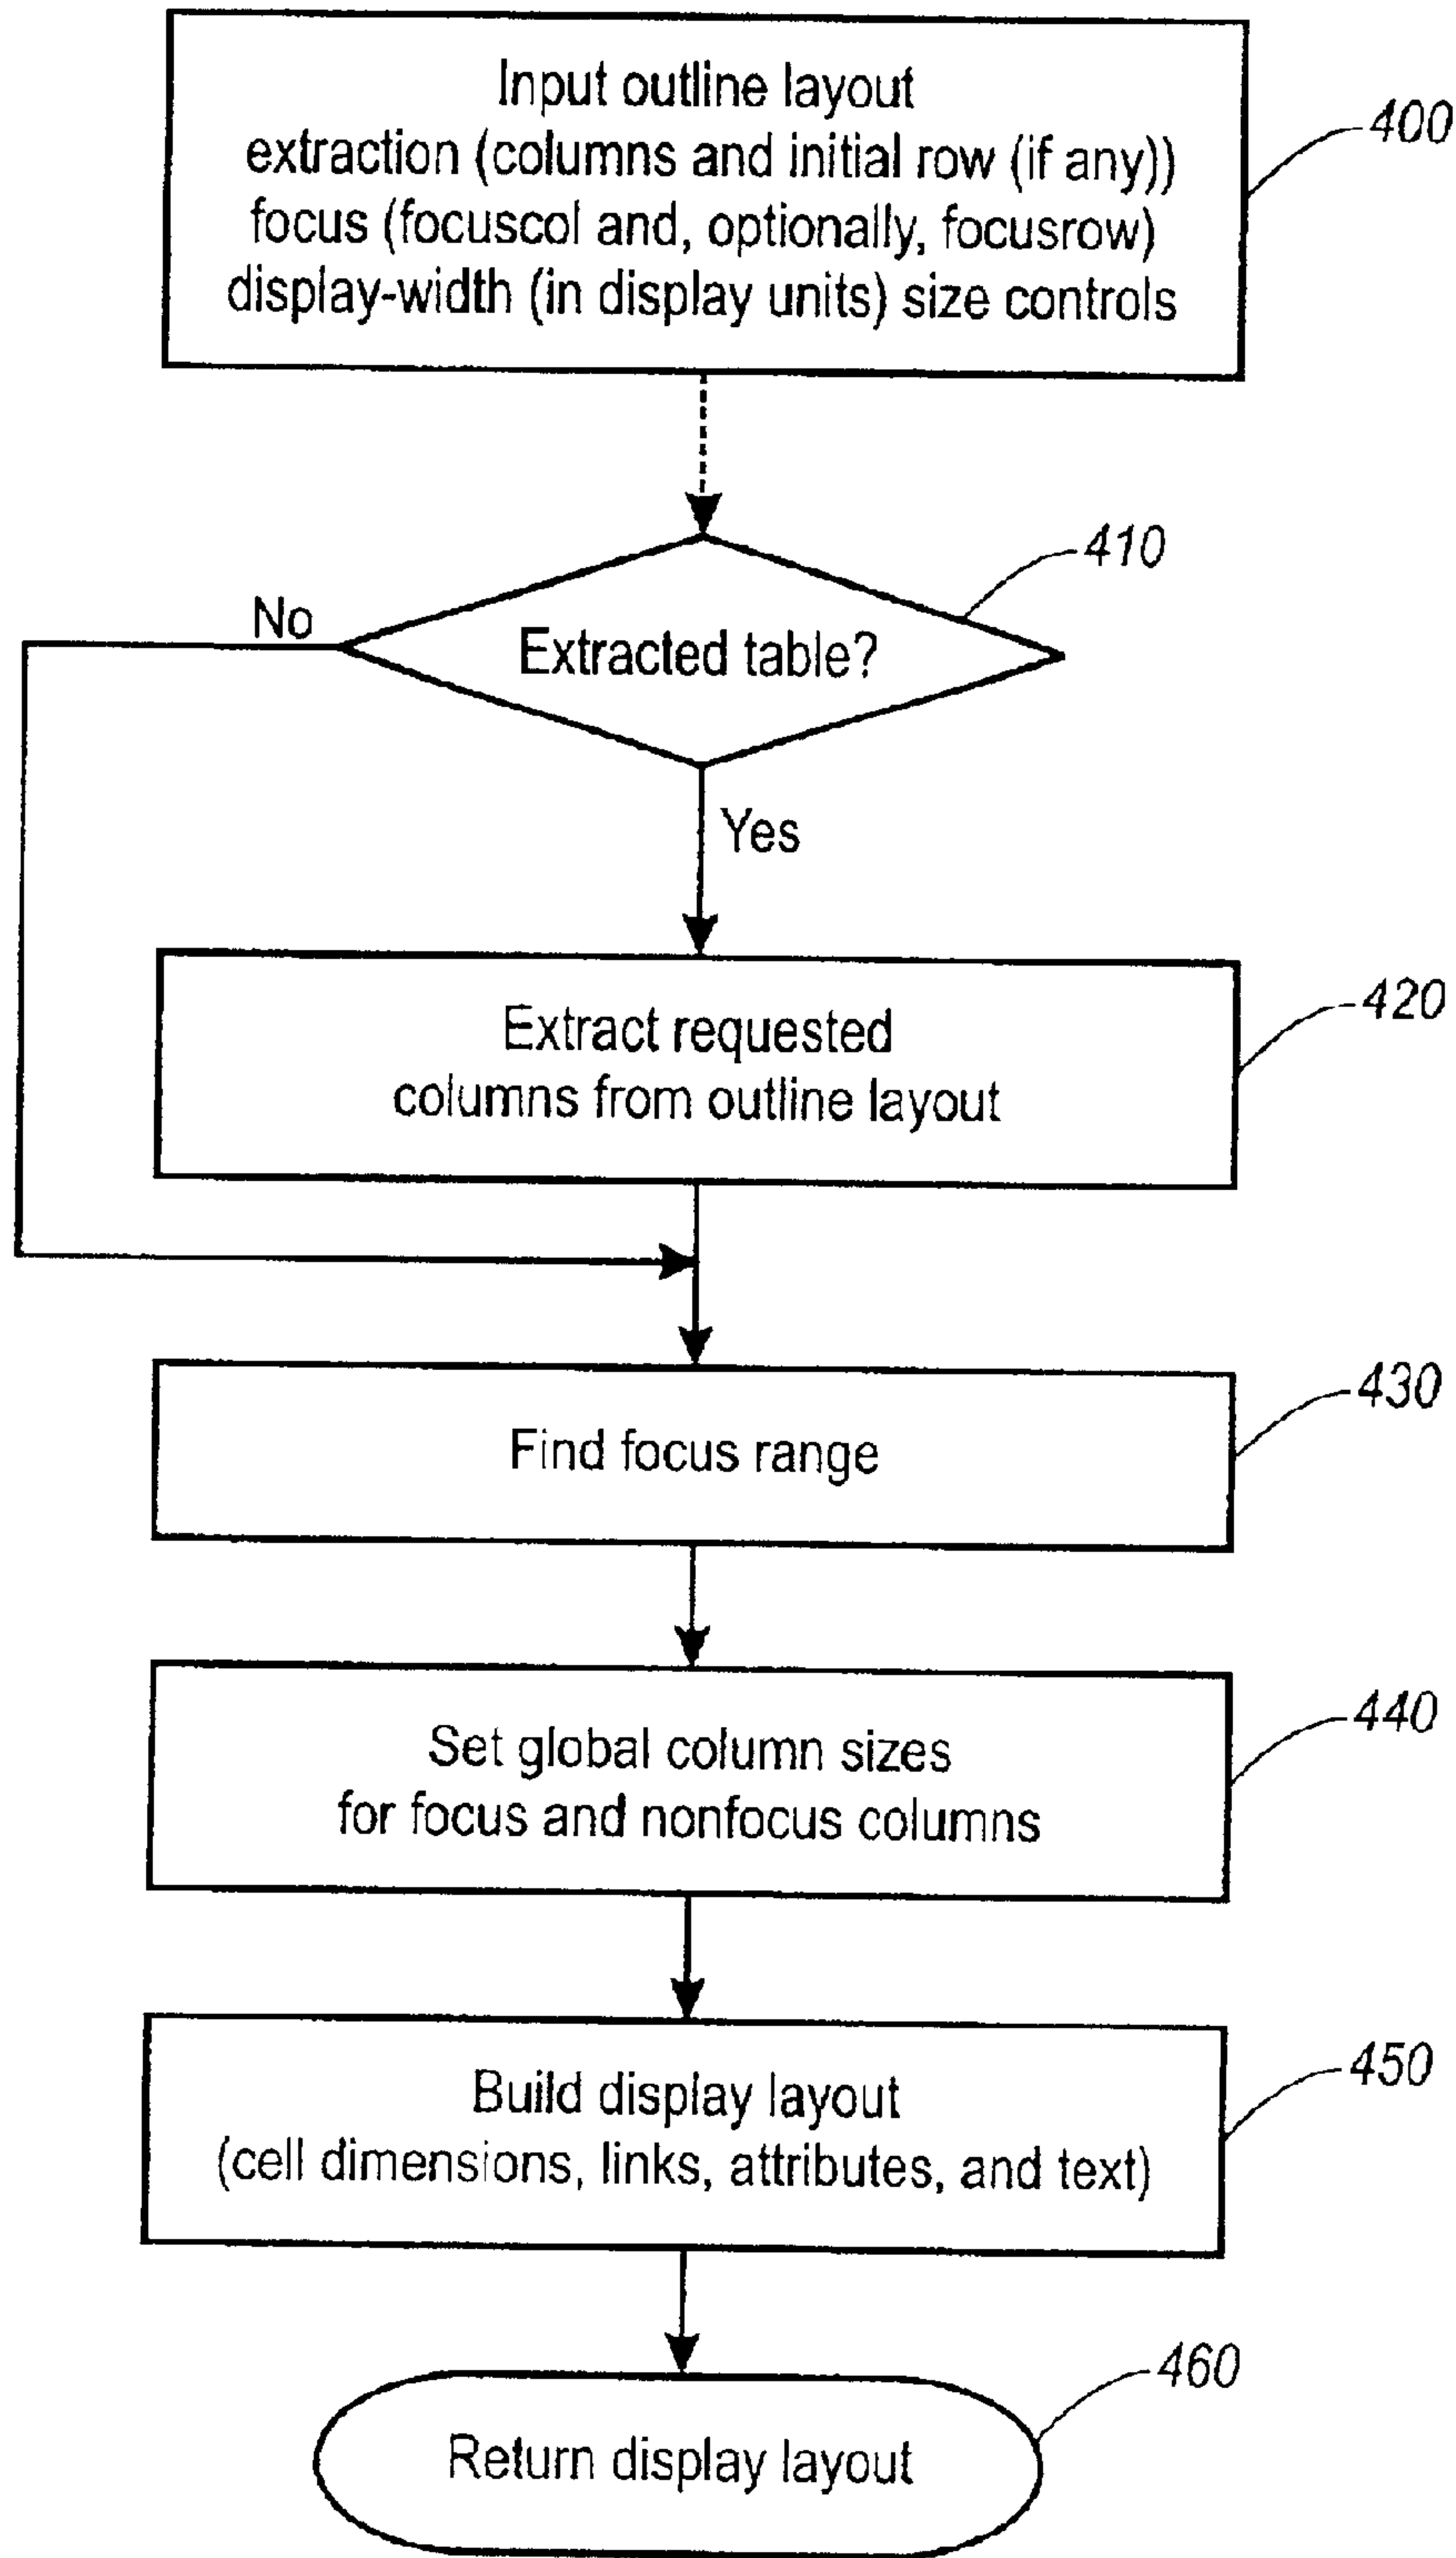 Input outline layout
extraction (columns and initial row (if any))
focus (focuscol and, optionally, focusrow)
display-width (in display units) size controls
400
410
No
Extracted table?
Yes
Extract requested
columns from outline layout
420
430
Find focus range
440
Set global column sizes
for focus and nonfocus columns
450
Build display layout
(cell dimensions, links, attributes, and text)
460
Return display layout